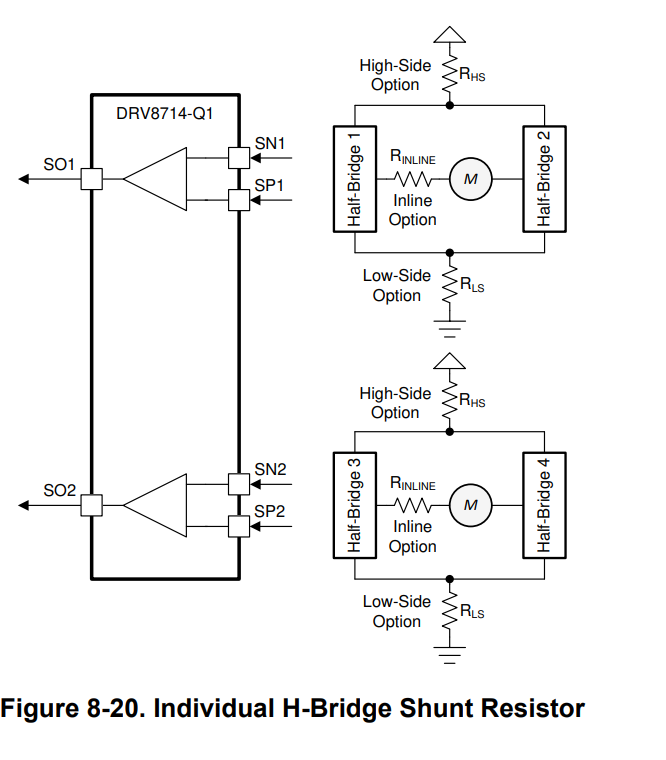 DRV8714-Q1
SO1
SN1
SP1
SO2
SN2
SP2
High-Side
Option
RHS
Half-Bridge 1
RINLINE
M
Inline
Option
Half-Bridge 2
Low-Side
Option
RLS
High-Side
Option
RHS
Half-Bridge 3
RINLINE
M
Inline
Option
Half-Bridge 4
Low-Side
Option
RLS
Figure 8-20. Individual H-Bridge Shunt Resistor